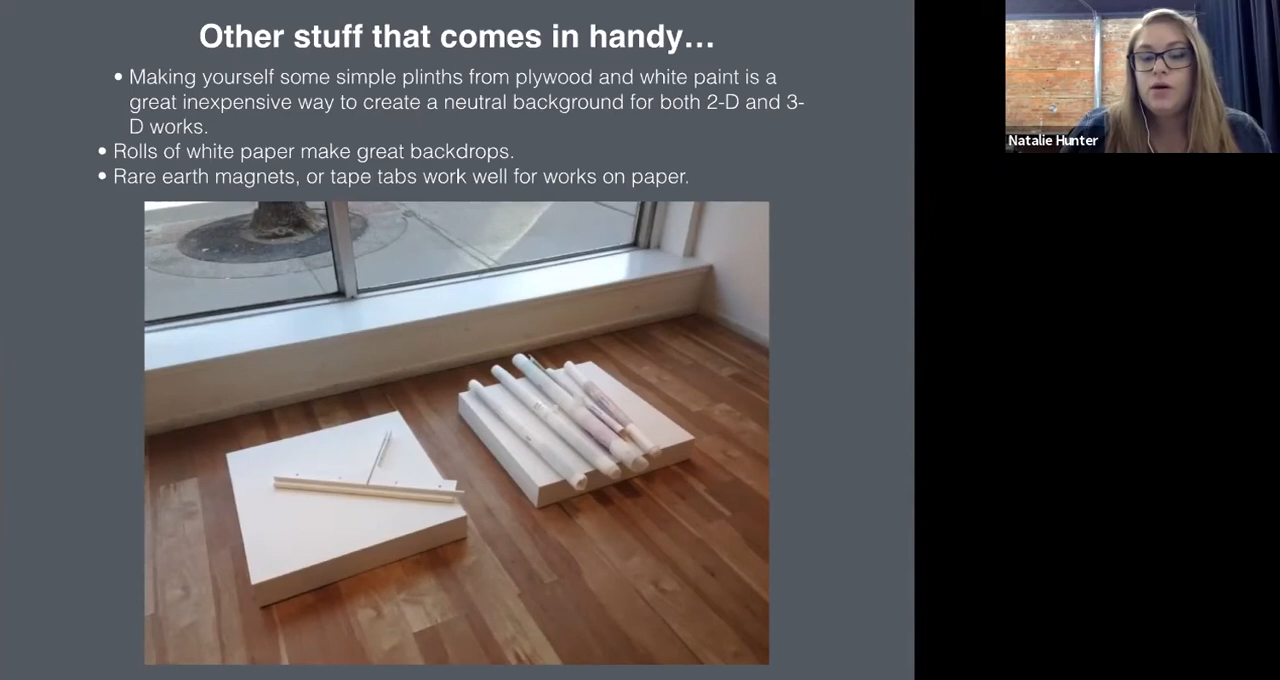 Other stuff that comes in handy…
• Making yourself some simple plinths from plywood and white paint is a
great inexpensive way to create a neutral background for both 2-D and 3-
D works.
• Rolls of white paper make great backdrops.
• Rare earth magnets, or tape tabs work well for works on paper.
Natalie Hunter